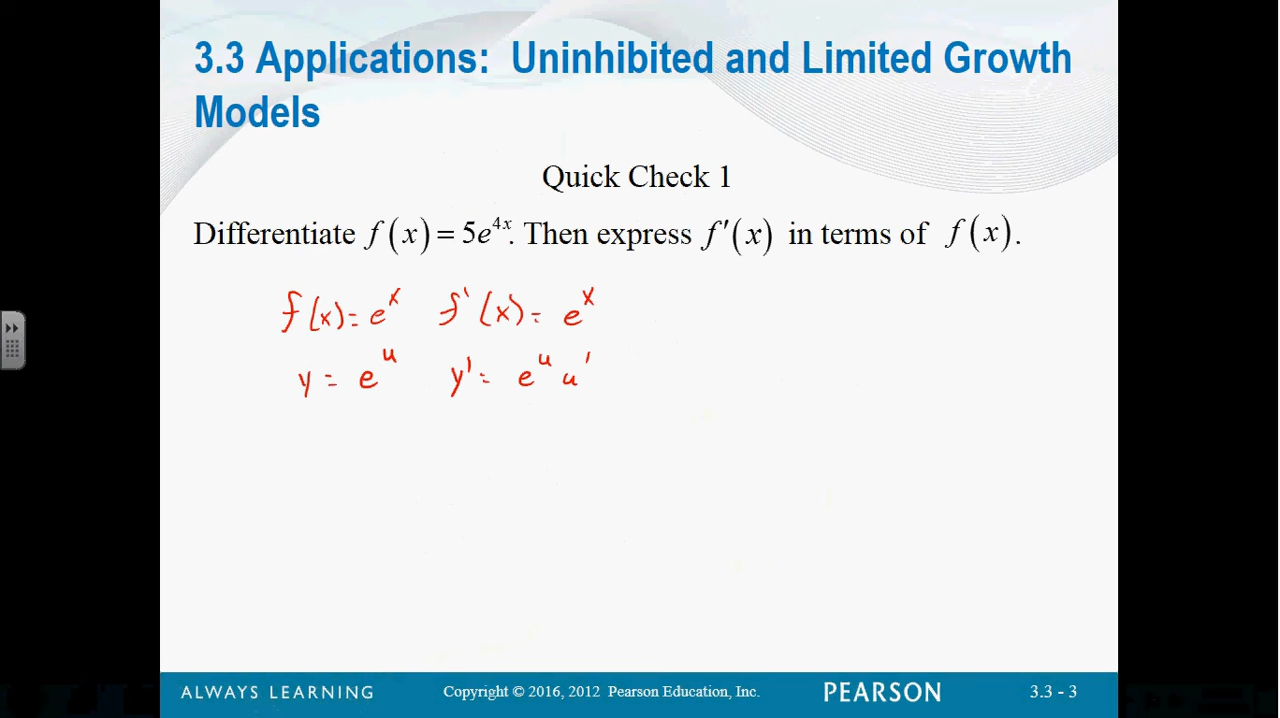 3.3 Applications: Uninhibited and Limited Growth
Models
Quick Check 1
Differentiate f(x) = 5e^{4x}. Then express f′(x) in terms of f(x).
f(x) = e^x f'(x) = e^x
y = e^u y' = e^u u'
ALWAYS LEARNING Copyright © 2016, 2012 Pearson Education, Inc. PEARSON 3.3 - 3